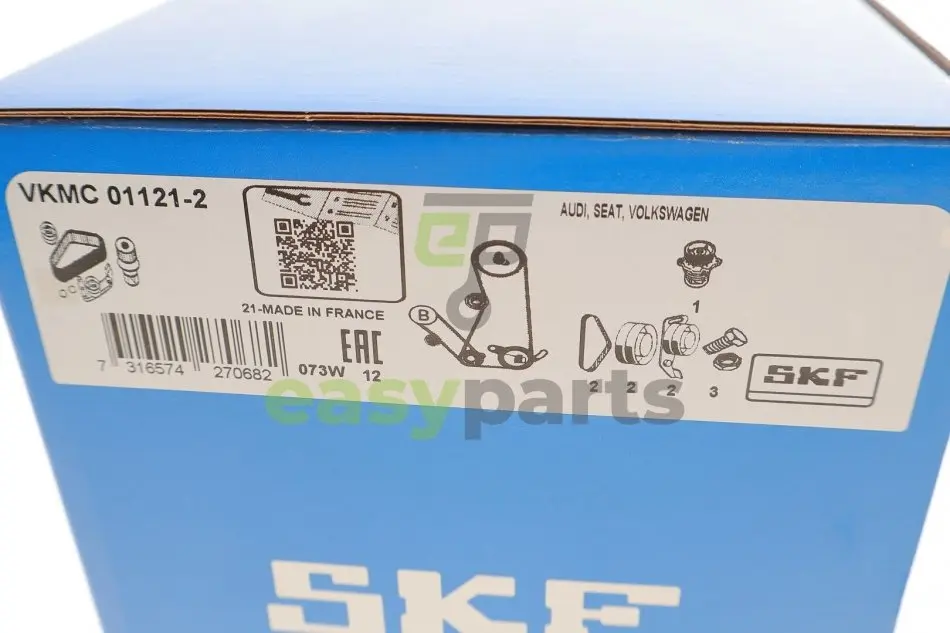 VKMC 01121-2
AUDI, SEAT, VOLKSWAGEN
21-MADE IN FRANCE
B
1
EAC
7 316574 270682
073W 12
2 2 2 3
SKF
easyparts
SKF